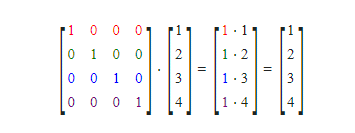 1 0 0 0 1 1 · 1 1
0 1 0 0 2 1 · 2 2
0 0 1 0 · 3 = 1 · 3 = 3
0 0 0 1 4 1 · 4 4